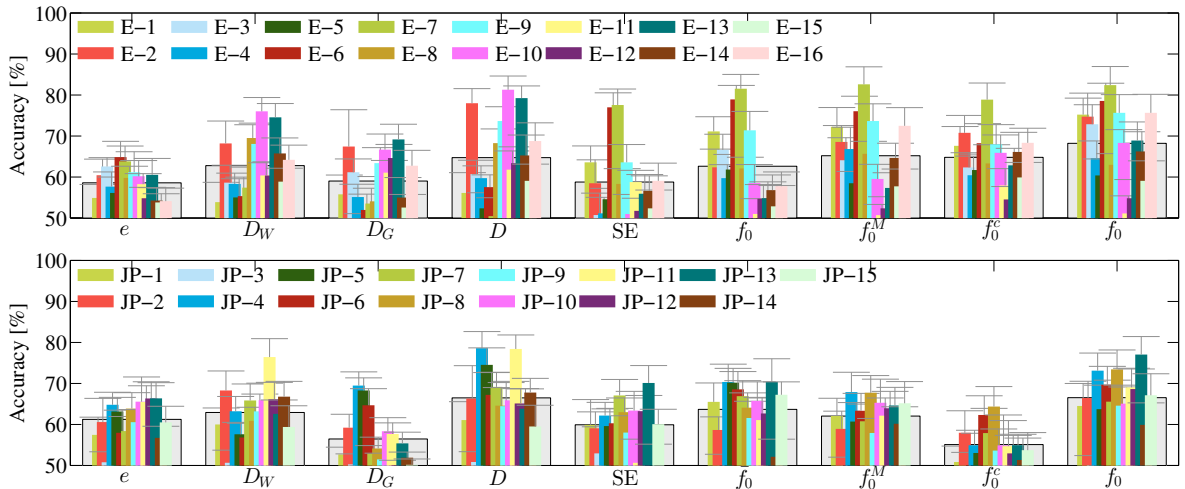 100
E-1 E-3 E-5 E-7 E-9 E-11 E-13 E-15
90
E-2 E-4 E-6 E-8 E-10 E-12 E-14 E-16
80
70
60
50
Accuracy [%]
e D_W D_G D SE f_0 f_0^M f_0^c f_0
100
JP-1 JP-3 JP-5 JP-7 JP-9 JP-11 JP-13 JP-15
90
JP-2 JP-4 JP-6 JP-8 JP-10 JP-12 JP-14
80
70
60
50
Accuracy [%]
e D_W D_G D SE f_0 f_0^M f_0^c f_0